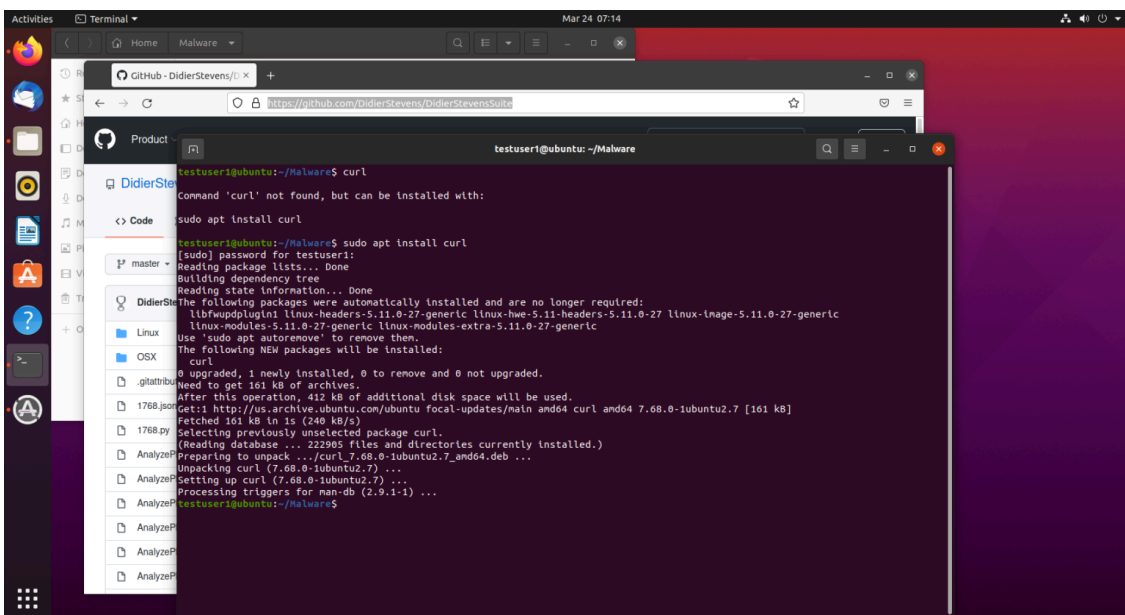 Activities
Terminal
Mar 24 07:14
Home Malware
GitHub - DidierStevens/D
https://github.com/DidierStevens/DidierStevensSuite
Product
testuser1@ubuntu: ~/Malware
DidierSte
<> Code
master
DidierSte
Linux
OSX
.gitattribu
1768.json
1768.py
AnalyzeP
AnalyzeP
AnalyzeP
AnalyzeP
AnalyzeP
AnalyzeP
testuser1@ubuntu:~/Malware$ curl
Command 'curl' not found, but can be installed with:
sudo apt install curl
testuser1@ubuntu:~/Malware$ sudo apt install curl
[sudo] password for testuser1:
Reading package lists... Done
Building dependency tree
Reading state information... Done
The following packages were automatically installed and are no longer required:
libfwupdplugin1 linux-headers-5.11.0-27-generic linux-hwe-5.11-headers-5.11.0-27 linux-image-5.11.0-27-generic
linux-modules-5.11.0-27-generic linux-modules-extra-5.11.0-27-generic
Use 'sudo apt autoremove' to remove them.
The following NEW packages will be installed:
curl
0 upgraded, 1 newly installed, 0 to remove and 0 not upgraded.
Need to get 161 kB of archives.
After this operation, 412 kB of additional disk space will be used.
Get:1 http://us.archive.ubuntu.com/ubuntu focal-updates/main amd64 curl amd64 7.68.0-1ubuntu2.7 [161 kB]
Fetched 161 kB in 1s (240 kB/s)
Selecting previously unselected package curl.
(Reading database ... 222905 files and directories currently installed.)
Preparing to unpack .../curl_7.68.0-1ubuntu2.7_amd64.deb ...
Unpacking curl (7.68.0-1ubuntu2.7) ...
Setting up curl (7.68.0-1ubuntu2.7) ...
Processing triggers for man-db (2.9.1-1) ...
testuser1@ubuntu:~/Malware$